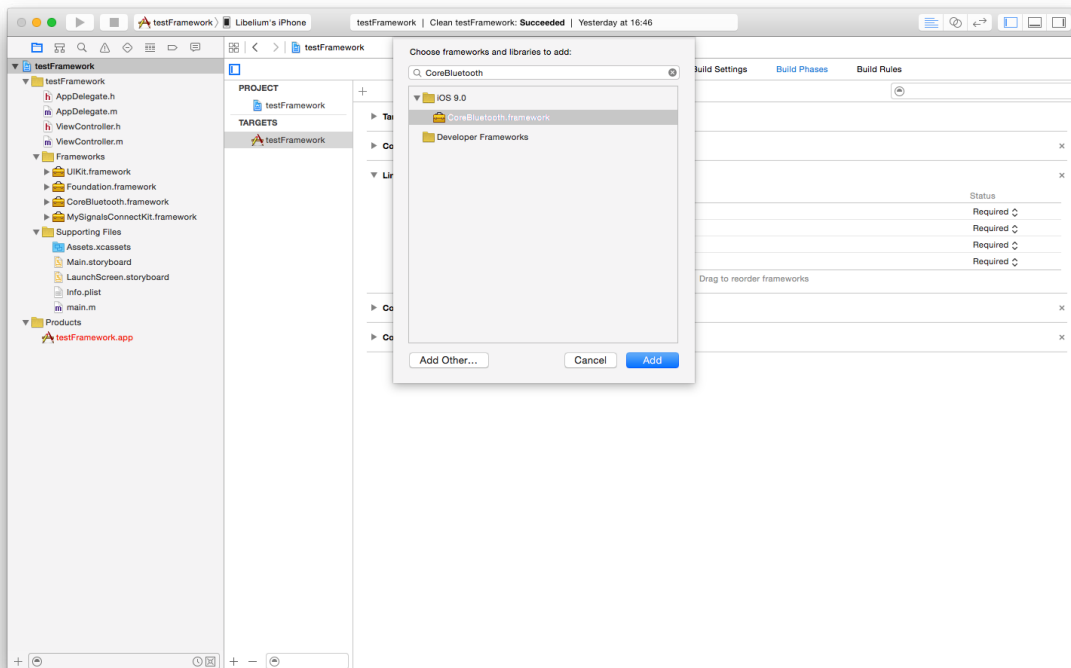 testFramework
Libelium's iPhone
testFramework | Clean testFramework: Succeeded | Yesterday at 16:46
testFramework
testFramework
AppDelegate.h
AppDelegate.m
ViewController.h
ViewController.m
Frameworks
UIKit.framework
Foundation.framework
CoreBluetooth.framework
MySignalsConnectKit.framework
Supporting Files
Assets.xcassets
Main.storyboard
LaunchScreen.storyboard
Info.plist
main.m
Products
testFramework.app
testFramework
PROJECT
testFramework
TARGETS
testFramework
Choose frameworks and libraries to add:
CoreBluetooth
iOS 9.0
CoreBluetooth.framework
Developer Frameworks
Add Other...
Cancel
Add
Build Settings
Build Phases
Build Rules
Status
Required
Required
Required
Required
Drag to reorder frameworks